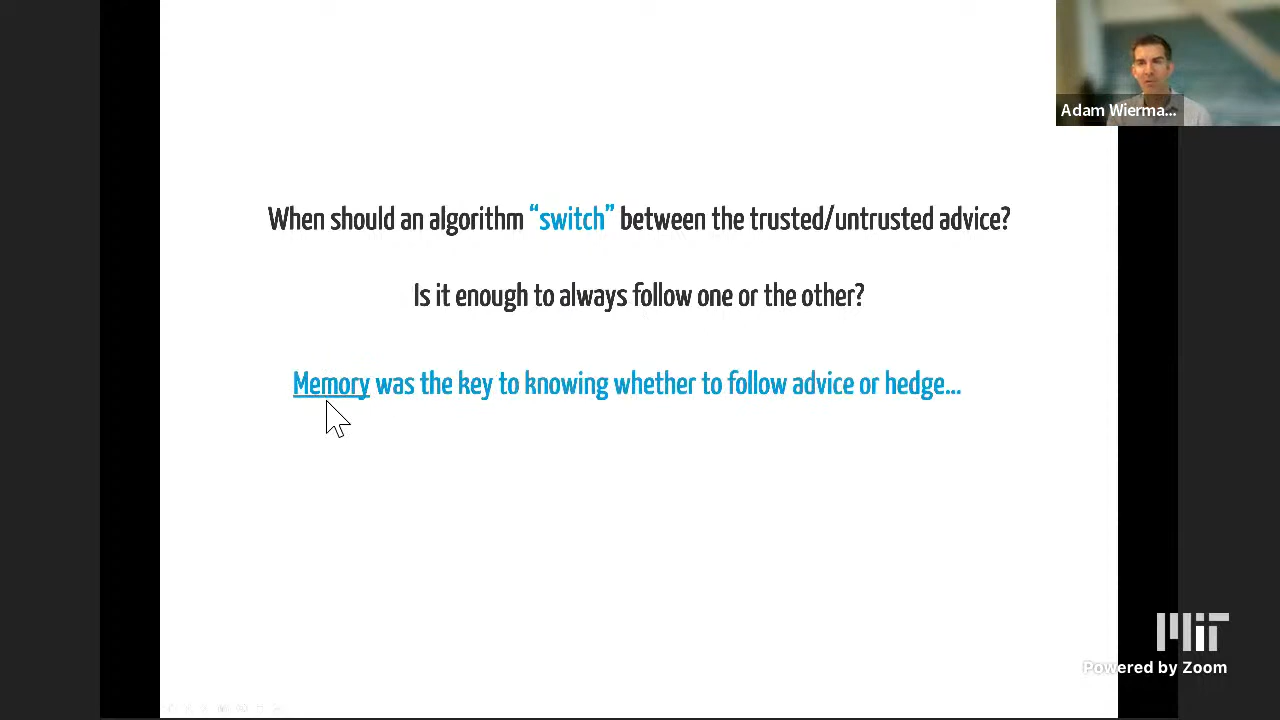 Adam Wierma...
When should an algorithm “switch” between the trusted/untrusted advice?
Is it enough to always follow one or the other?
Memory was the key to knowing whether to follow advice or hedge...
MIT
Powered by Zoom